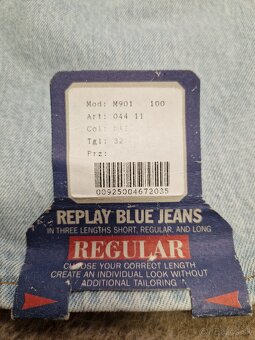 Mod: M901 100
Art: 044 11
Col:
Tgl: 32
Prz:
00925004672035
REPLAY BLUE JEANS
IN THREE LENGTHS SHORT, REGULAR, AND LONG
REGULAR
CHOOSE YOUR CORRECT LENGTH
CREATE AN INDIVIDUAL LOOK WITHOUT
ADDITIONAL TAILORING